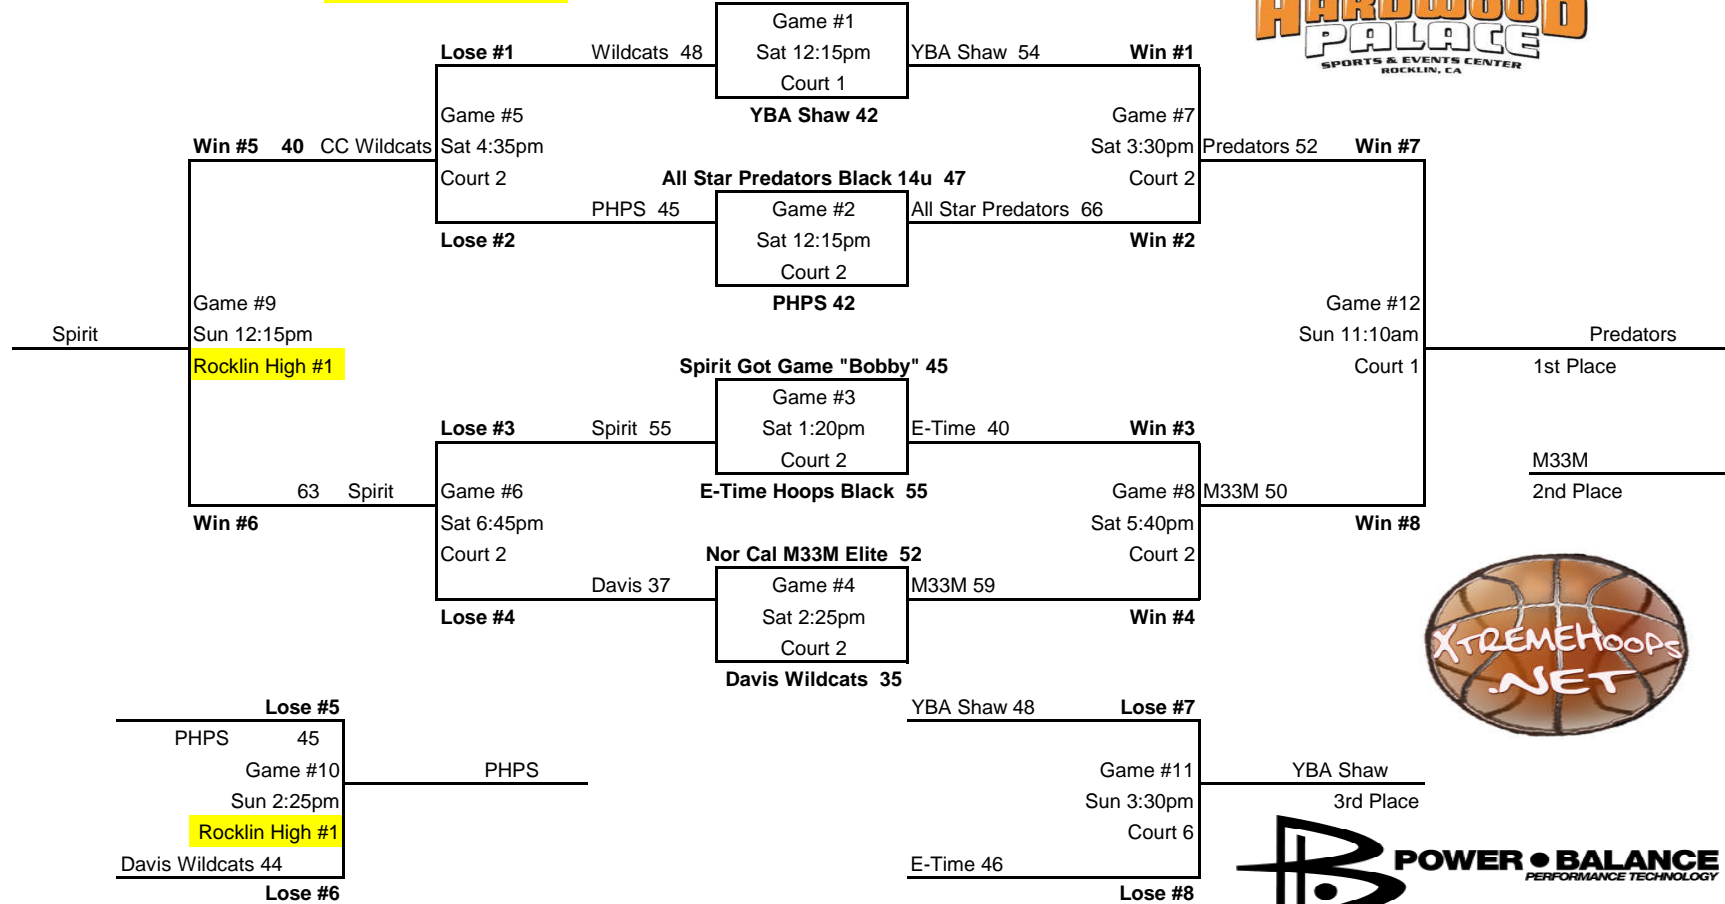 HARDWOOD
PALACE
SPORTS & EVENTS CENTER
ROCKLIN, CA
Game #1
Lose #1 Wildcats 48 Sat 12:15pm YBA Shaw 54 Win #1
Court 1
Game #5 YBA Shaw 42 Game #7
Win #5 40 CC Wildcats Sat 4:35pm Sat 3:30pm Predators 52 Win #7
Court 2 All Star Predators Black 14u 47 Court 2
PHPS 45 Game #2 All Star Predators 66
Lose #2 Sat 12:15pm Win #2
Court 2
Game #9 PHPS 42 Game #12
Spirit Sun 12:15pm Sun 11:10am Predators
Rocklin High #1 Spirit Got Game "Bobby" 45 Court 1 1st Place
Game #3
Lose #3 Spirit 55 Sat 1:20pm E-Time 40 Win #3
Court 2 M33M
63 Spirit Game #6 E-Time Hoops Black 55 Game #8 M33M 50 2nd Place
Win #6 Sat 6:45pm Sat 5:40pm Win #8
Court 2 Nor Cal M33M Elite 52 Court 2
Davis 37 Game #4 M33M 59
Lose #4 Sat 2:25pm Win #4
Court 2
XTREMEHOOPS
.NET
Davis Wildcats 35
Lose #5 YBA Shaw 48 Lose #7
PHPS 45
Game #10 PHPS Game #11 YBA Shaw
Sun 2:25pm Sun 3:30pm 3rd Place
Rocklin High #1 Court 6
Davis Wildcats 44 E-Time 46
Lose #6 Lose #8
POWER BALANCE
PERFORMANCE TECHNOLOGY